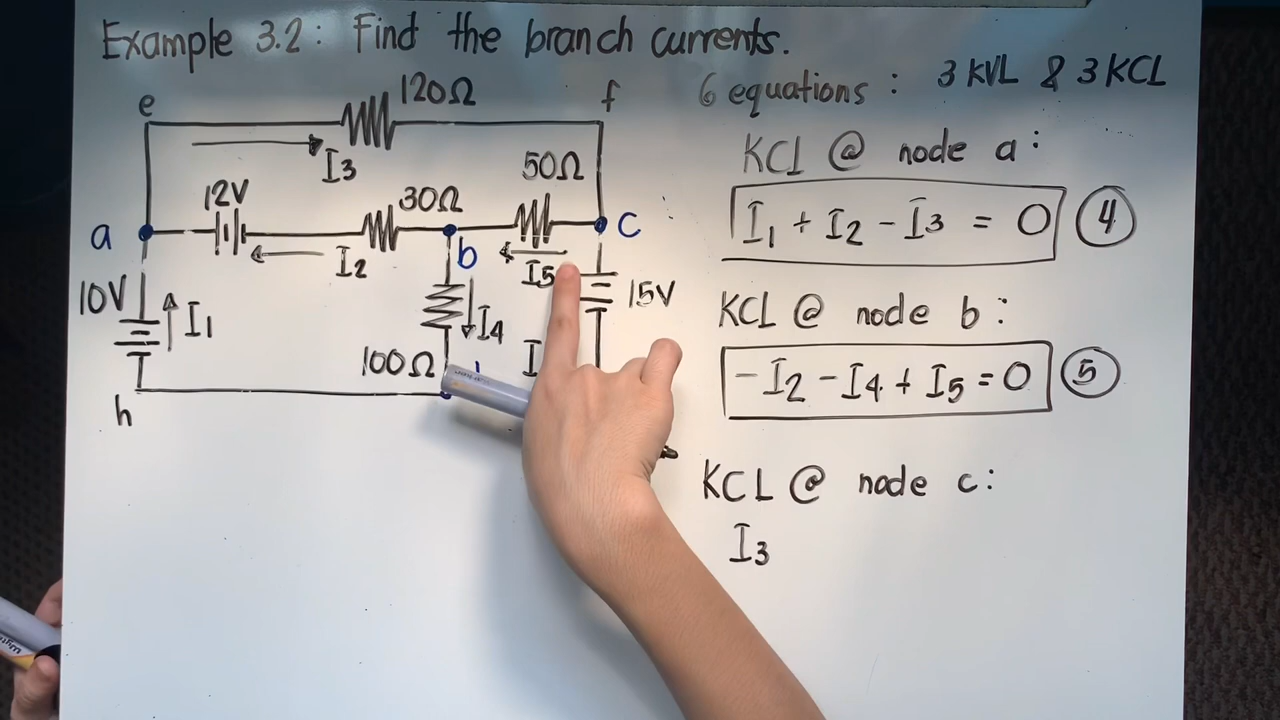 Example 3.2: Find the branch currents.
6 equations: 3 KVL & 3 KCL
e
120Ω
f
I3
KCL @ node a:
I1 + I2 - I3 = 0 4
12V
30Ω
50Ω
a
b
c
I2
I5
10V
I1
I4
15V
100Ω
I
h
KCL @ node b:
-I2 - I4 + I5 = 0 5
KCL @ node c:
I3